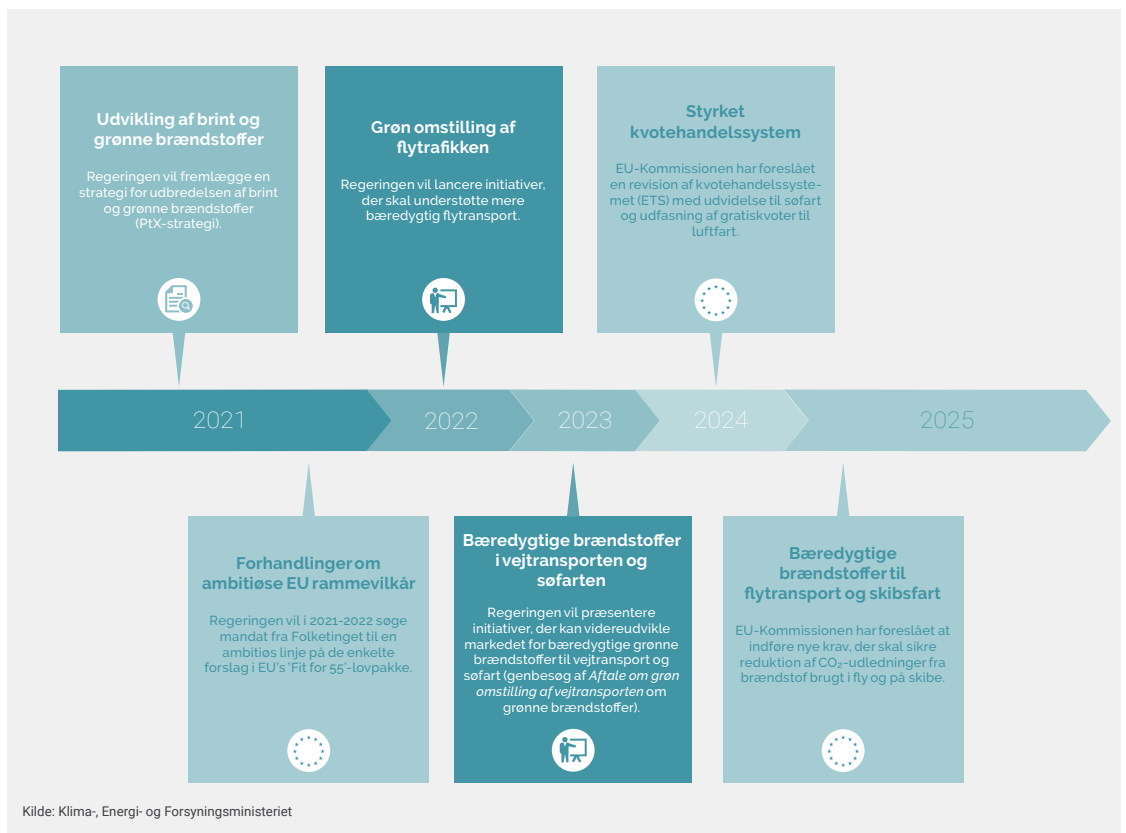 Udvikling af brint og
grønne brændstoffer
Regeringen vil fremlægge en
strategi for udbredelsen af brint
og grønne brændstoffer
(PtX-strategi).
Grøn omstilling af
flytrafikken
Regeringen vil lancere initiativer,
der skal understøtte mere
bæredygtig flytransport.
Styrket
kvotehandelssystem
EU-Kommissionen har foreslået
en revision af kvotehandelssyste-
met (ETS) med udvidelse til søfart
og udfasning af gratiskvoter til
luftfart.
2021
2022
2023
2024
2025
Forhandlinger om
ambitiøse EU rammevilkår
Regeringen vil i 2021-2022 søge
mandat fra Folketinget til en
ambitiøs linje på de enkelte
forslag i EU's 'Fit for 55'-lovpakke.
Bæredygtige brændstoffer
i vejtransporten og
søfarten
Regeringen vil præsentere
initiativer, der kan videreudvikle
markedet for bæredygtige grønne
brændstoffer til vejtransport og
søfart (genbesøg af Aftale om grøn
omstilling af vejtransporten om
grønne brændstoffer).
Bæredygtige
brændstoffer til
flytransport og skibsfart
EU-Kommissionen har foreslået at
indføre nye krav, der skal sikre
reduktion af CO₂-udledninger fra
brændstof brugt i fly og på skibe.
Kilde: Klima-, Energi- og Forsyningsministeriet